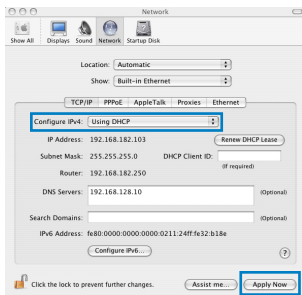 Network
Show All Displays Sound Network Startup Disk
Location: Automatic
Show: Built-in Ethernet
TCP/IP PPPoE AppleTalk Proxies Ethernet
Configure IPv4: Using DHCP
IP Address: 192.168.182.103 Renew DHCP Lease
Subnet Mask: 255.255.255.0 DHCP Client ID:
(If required)
Router: 192.168.182.250
DNS Servers: 192.168.128.10 (Optional)
Search Domains: (Optional)
IPv6 Address: fe80:0000:0000:0000:0211:24ff:fe32:b18e
Configure IPv6... ?
Click the lock to prevent further changes. Assist me... Apply Now